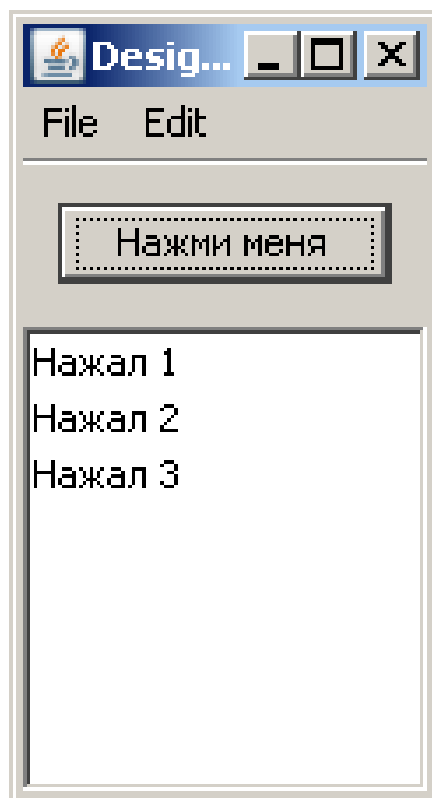 Desig...
File Edit
Нажми меня
Нажал 1
Нажал 2
Нажал 3